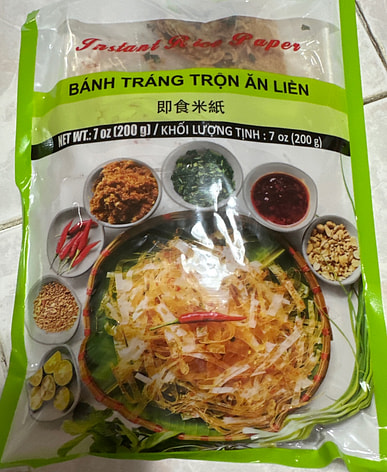 Instant Rice Paper
BÁNH TRÁNG TRỘN ĂN LIỀN
即食米紙
NET WT.: 7 oz (200 g) / KHỐI LƯỢNG TỊNH : 7 oz (200 g)